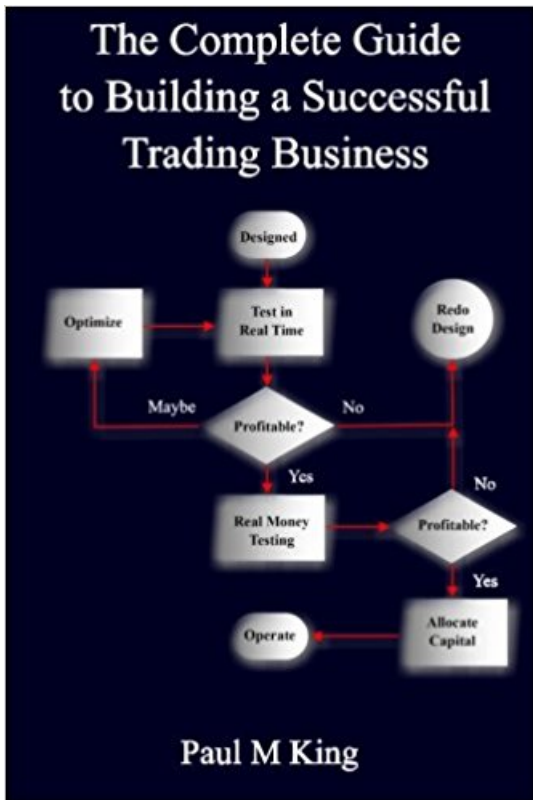 The Complete Guide
to Building a Successful
Trading Business
Designed
Optimize
Test in
Real Time
Redo
Design
Maybe
Profitable?
No
Yes
No
Real Money
Testing
Profitable?
Yes
Operate
Allocate
Capital
Paul M King